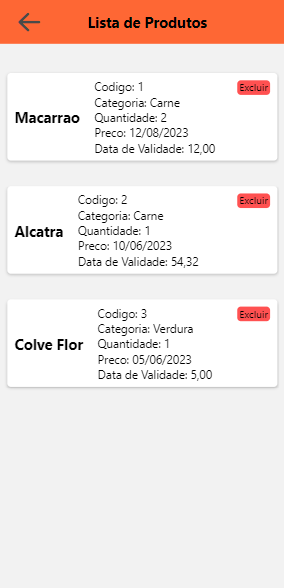 Lista de Produtos
Macarrao
Codigo: 1
Categoria: Carne
Quantidade: 2
Preco: 12/08/2023
Data de Validade: 12,00
Excluir
Alcatra
Codigo: 2
Categoria: Carne
Quantidade: 1
Preco: 10/06/2023
Data de Validade: 54,32
Excluir
Colve Flor
Codigo: 3
Categoria: Verdura
Quantidade: 1
Preco: 05/06/2023
Data de Validade: 5,00
Excluir